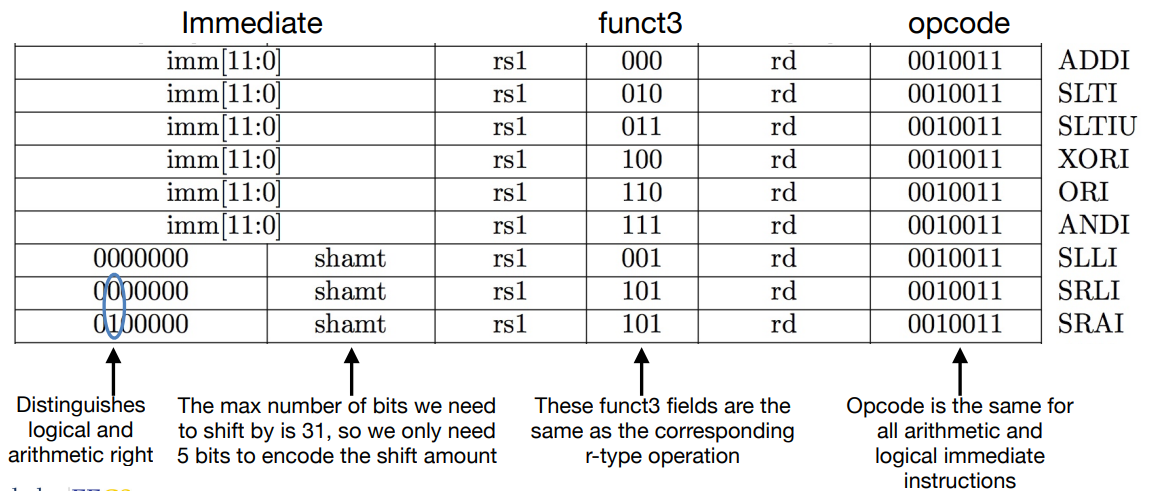 Immediate funct3 opcode
imm[11:0] rs1 000 rd 0010011 ADDI
imm[11:0] rs1 010 rd 0010011 SLTI
imm[11:0] rs1 011 rd 0010011 SLTIU
imm[11:0] rs1 100 rd 0010011 XORI
imm[11:0] rs1 110 rd 0010011 ORI
imm[11:0] rs1 111 rd 0010011 ANDI
0000000 shamt rs1 001 rd 0010011 SLLI
0000000 shamt rs1 101 rd 0010011 SRLI
0100000 shamt rs1 101 rd 0010011 SRAI
Distinguishes
logical and
arithmetic right
The max number of bits we need
to shift by is 31, so we only need
5 bits to encode the shift amount
These funct3 fields are the
same as the corresponding
r-type operation
Opcode is the same for
all arithmetic and
logical immediate
instructions